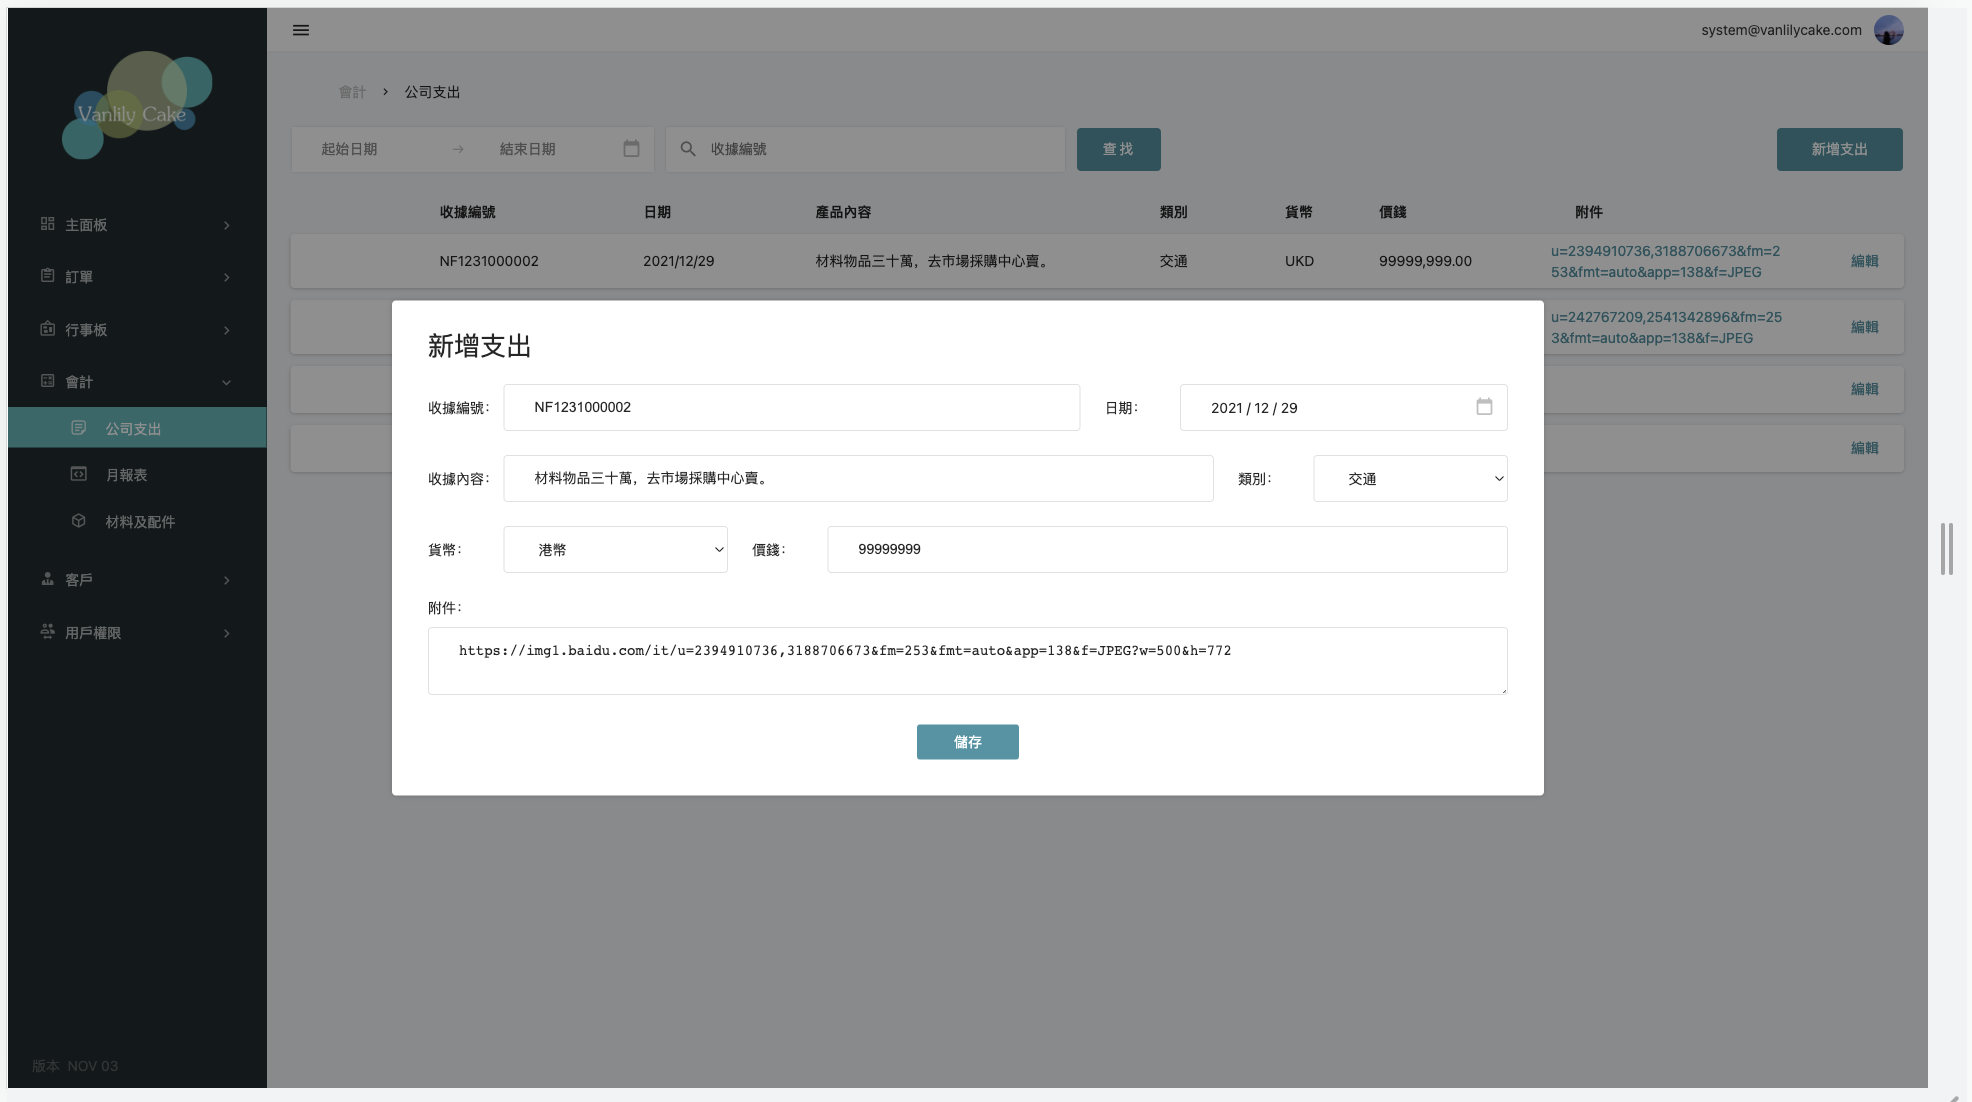 Vanlily Cake
system@vanlilycake.com
會計 > 公司支出
起始日期 → 結束日期
收據編號
查找
新增支出
主面板
訂單
行事板
會計
公司支出
月報表
材料及配件
客戶
用戶權限
版本 NOV 03
收據編號 日期 產品內容 類別 貨幣 價錢 附件
NF1231000002 2021/12/29 材料物品三十萬，去市場採購中心賣。 交通 UKD 99999,999.00
u=2394910736,3188706673&fm=2
53&fmt=auto&app=138&f=JPEG
編輯
u=242767209,2541342896&fm=25
3&fmt=auto&app=138&f=JPEG
編輯
編輯
編輯
新增支出
收據編號： NF1231000002 日期： 2021 / 12 / 29
收據內容： 材料物品三十萬，去市場採購中心賣。 類別： 交通
貨幣： 港幣 價錢： 99999999
附件：
https://img1.baidu.com/it/u=2394910736,3188706673&fm=253&fmt=auto&app=138&f=JPEG?w=500&h=772
儲存